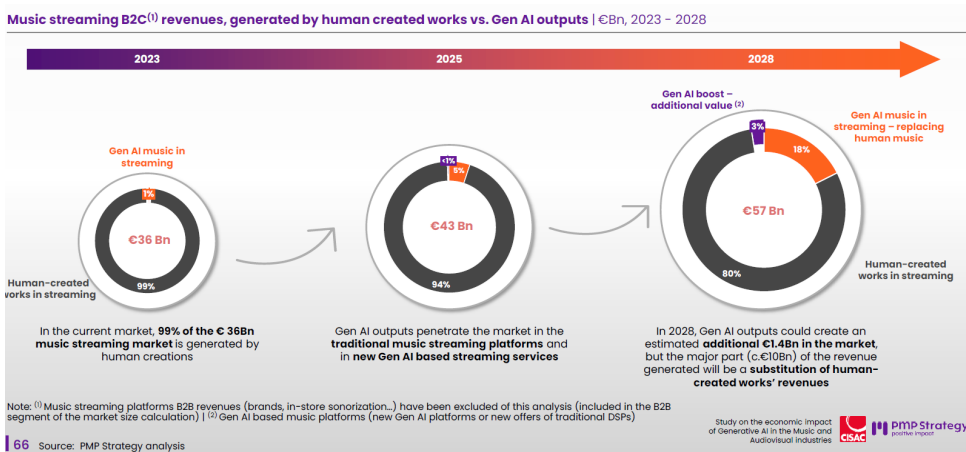 Music streaming B2C(1) revenues, generated by human created works vs. Gen AI outputs | €Bn, 2023 - 2028
2023
2025
2028
Gen AI music in
streaming
1%
€36 Bn
99%
Human-created
works in streaming
<1%
5%
€43 Bn
94%
Gen AI boost –
additional value (2)
3%
Gen AI music in
streaming – replacing
human music
18%
€57 Bn
80%
Human-created
works in streaming
In the current market, 99% of the € 36Bn
music streaming market is generated by
human creations
Gen AI outputs penetrate the market in the
traditional music streaming platforms and
in new Gen AI based streaming services
In 2028, Gen AI outputs could create an
estimated additional €1.4Bn in the market,
but the major part (c.€10Bn) of the revenue
generated will be a substitution of human-
created works' revenues
Note: (1) Music streaming platforms B2B revenues (brands, in-store sonorization...) have been excluded of this analysis (included in the B2B
segment of the market size calculation) | (2) Gen AI based music platforms (new Gen AI platforms or new offers of traditional DSPs)
66 Source: PMP Strategy analysis
Study on the economic impact
of Generative AI in the Music and
Audiovisual industries
CISAC
PMP Strategy
positive impact